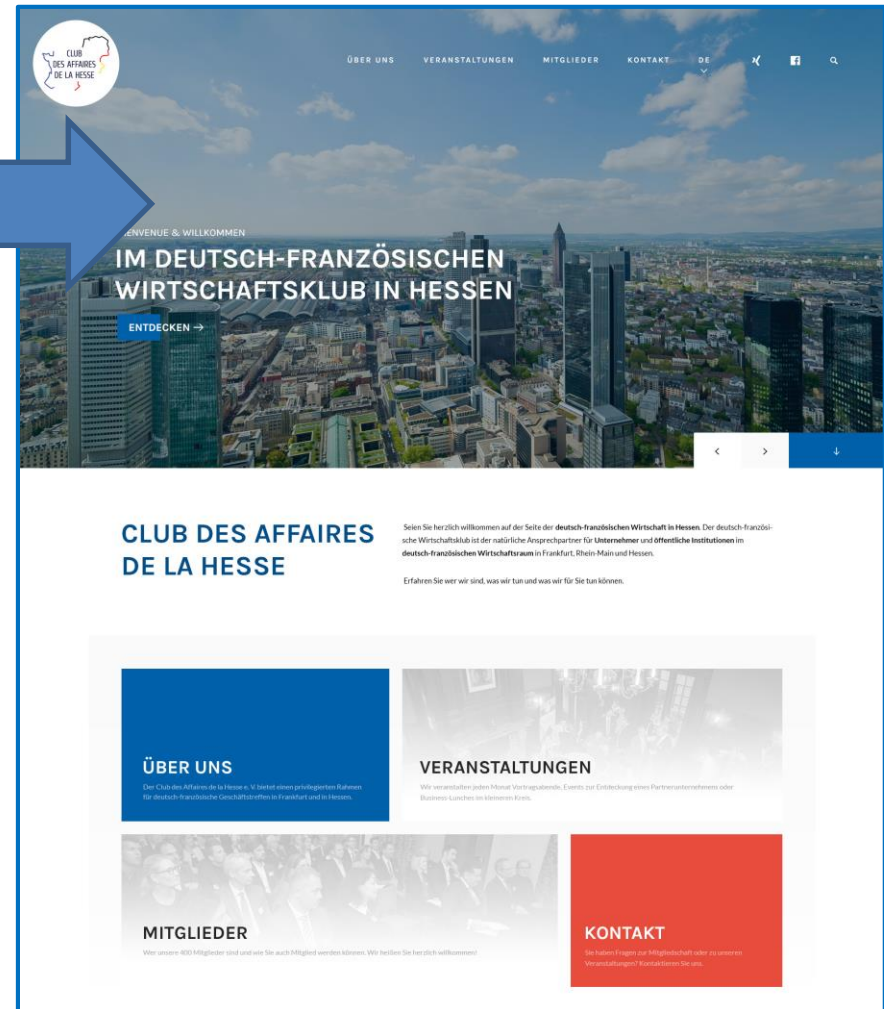 CLUB
DES AFFAIRES
DE LA HESSE
ÜBER UNS VERANSTALTUNGEN MITGLIEDER KONTAKT DE
& WILLKOMMEN
IM DEUTSCH-FRANZÖSISCHEN
WIRTSCHAFTSKLUB IN HESSEN
ENTDECKEN →
CLUB DES AFFAIRES
DE LA HESSE
Seien Sie herzlich willkommen auf der Seite der deutsch-französischen Wirtschaft in Hessen. Der deutsch-französi-
sche Wirtschaftsklub ist der natürliche Ansprechpartner für Unternehmer und öffentliche Institutionen im
deutsch-französischen Wirtschaftsraum in Frankfurt, Rhein-Main und Hessen.
Erfahren Sie wer wir sind, was wir tun und was wir für Sie tun können.
ÜBER UNS
Der Club des Affaires de la Hesse e. V. bietet einen privilegierten Rahmen
für deutsch-französische Geschäftstreffen in Frankfurt und in Hessen.
VERANSTALTUNGEN
Wir veranstalten jeden Monat Vortragsabende, Events zur Entdeckung eines Partnerunternehmens oder
Business-Lunches im kleineren Kreis.
MITGLIEDER
Wer unsere 400 Mitglieder sind und wie Sie auch Mitglied werden können. Wir heißen Sie herzlich willkommen!
KONTAKT
Sie haben Fragen zur Mitgliedschaft oder zu unseren
Veranstaltungen? Kontaktieren Sie uns.